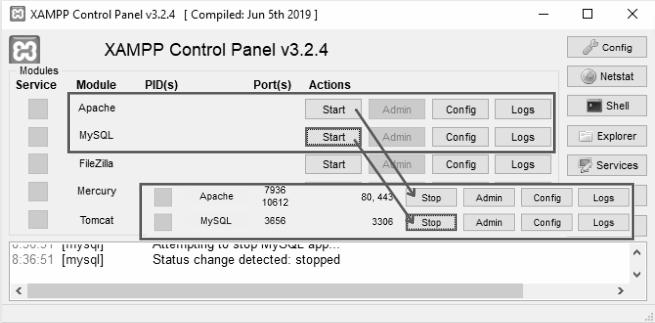 XAMPP Control Panel v3.2.4 [ Compiled: Jun 5th 2019 ]
XAMPP Control Panel v3.2.4
Config
Modules
Service Module PID(s) Port(s) Actions
Netstat
Apache Start Admin Config Logs
Shell
MySQL Start Admin Config Logs
Explorer
FileZilla Start Admin Config Logs
Services
Mercury
Apache 7936 10612 80, 443 Stop Admin Config Logs
Tomcat
MySQL 3656 3306 Stop Admin Config Logs
8:36:51 [mysql] Attempting to stop MySQL app...
8:36:51 [mysql] Status change detected: stopped